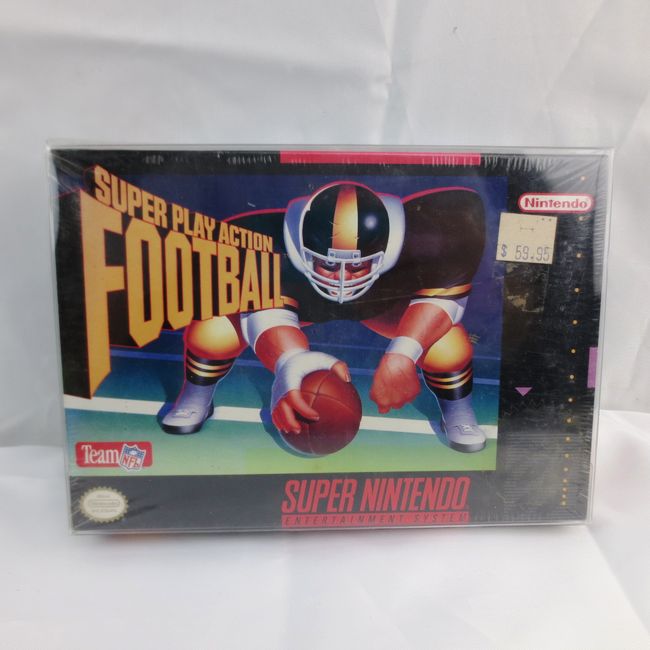 SUPER PLAY ACTION
FOOTBALL
Nintendo
$ 59.95
Team NFL
SUPER NINTENDO
ENTERTAINMENT SYSTEM